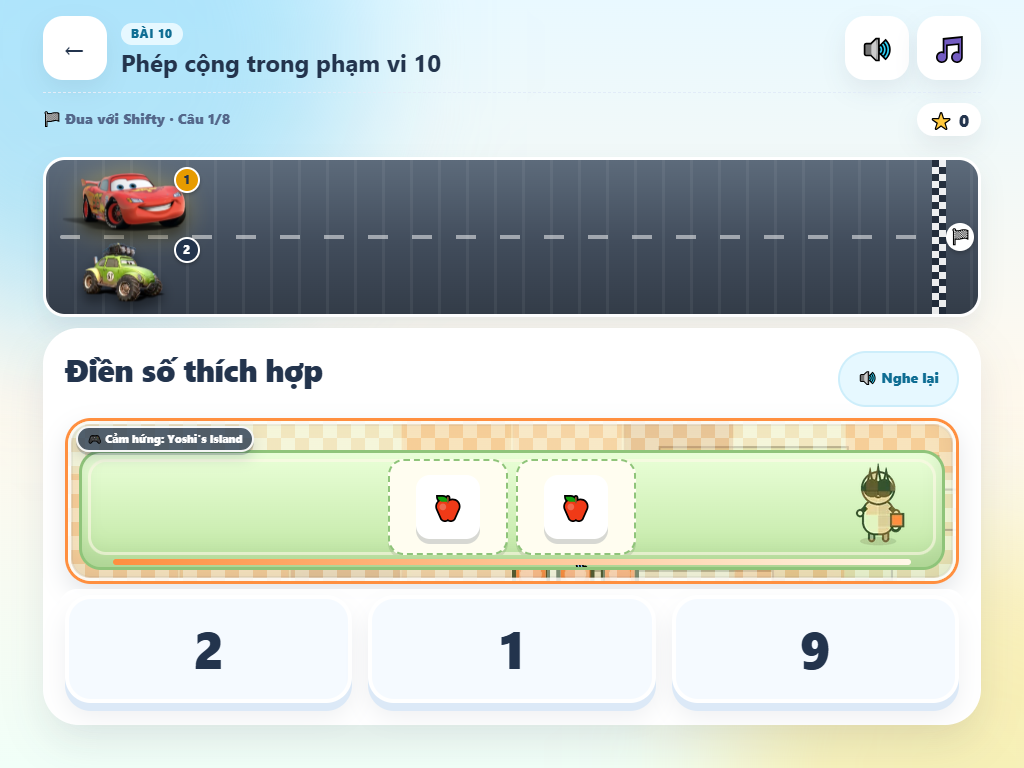 BÀI 10
Phép cộng trong phạm vi 10
Đua với Shifty · Câu 1/8
0
1
2
Điền số thích hợp
Nghe lại
Cảm hứng: Yoshi's Island
2
1
9